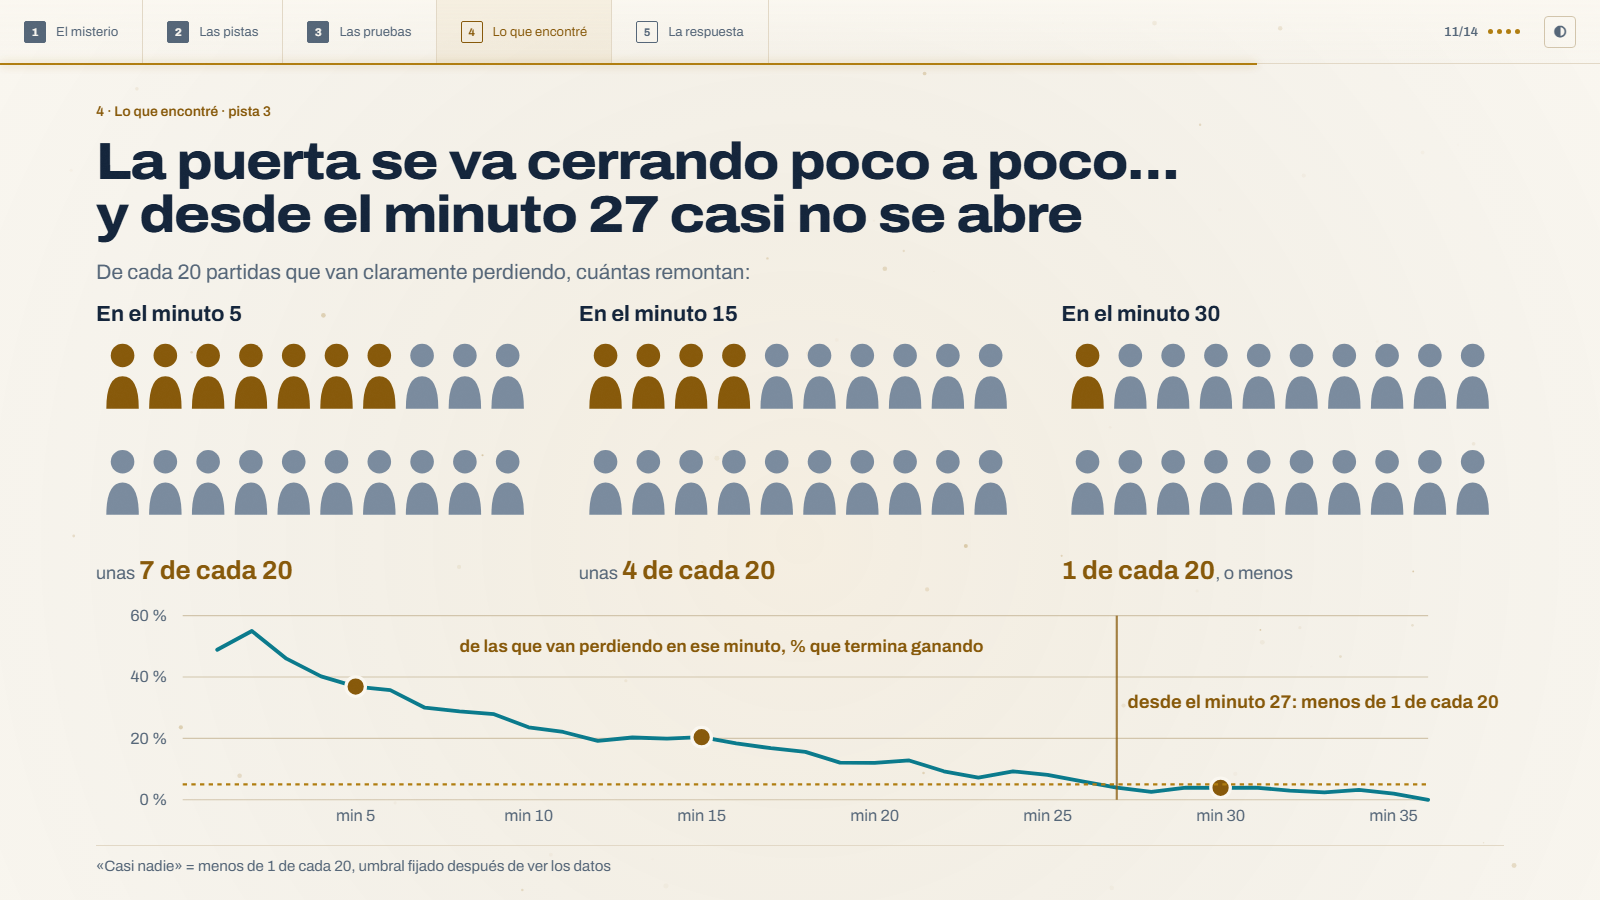 1 El misterio
2 Las pistas
3 Las pruebas
4 Lo que encontré
5 La respuesta
11/14
4 · Lo que encontré · pista 3
La puerta se va cerrando poco a poco…
y desde el minuto 27 casi no se abre
De cada 20 partidas que van claramente perdiendo, cuántas remontan:
En el minuto 5
En el minuto 15
En el minuto 30
unas 7 de cada 20
unas 4 de cada 20
1 de cada 20, o menos
60 %
de las que van perdiendo en ese minuto, % que termina ganando
40 %
desde el minuto 27: menos de 1 de cada 20
20 %
0 %
min 5
min 10
min 15
min 20
min 25
min 30
min 35
«Casi nadie» = menos de 1 de cada 20, umbral fijado después de ver los datos